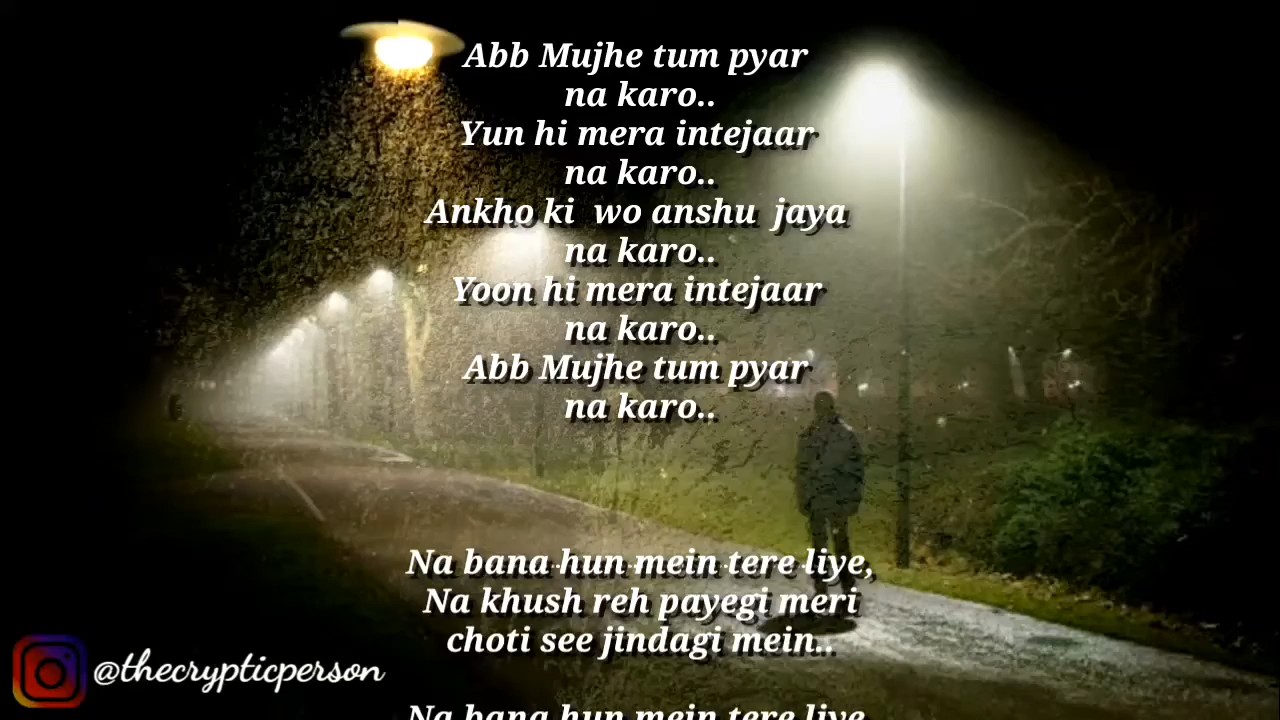 Abb Mujhe tum pyar
na karo..
Yun hi mera intejaar
na karo..
Ankho ki wo anshu jaya
na karo..
Yoon hi mera intejaar
na karo..
Abb Mujhe tum pyar
na karo..
Na bana hun mein tere liye,
Na khush reh payegi meri
choti see jindagi mein..
@thecrypticperson
Na bana hun mein tere liye